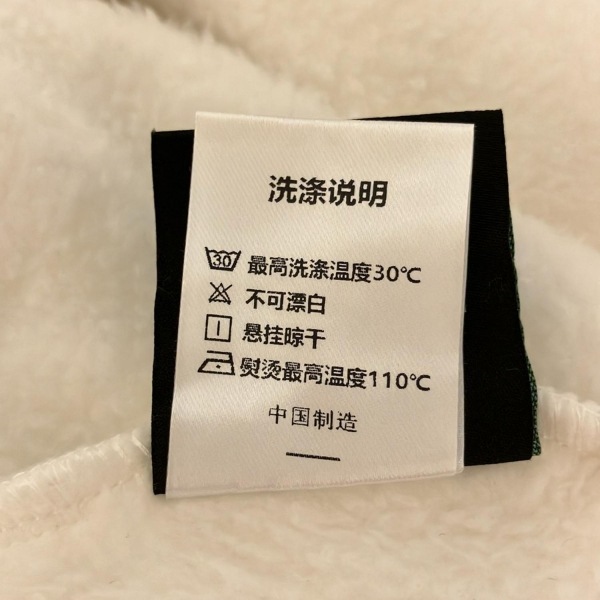 洗涤说明
30 最高洗涤温度30℃
不可漂白
悬挂晾干
熨烫最高温度110℃
中国制造